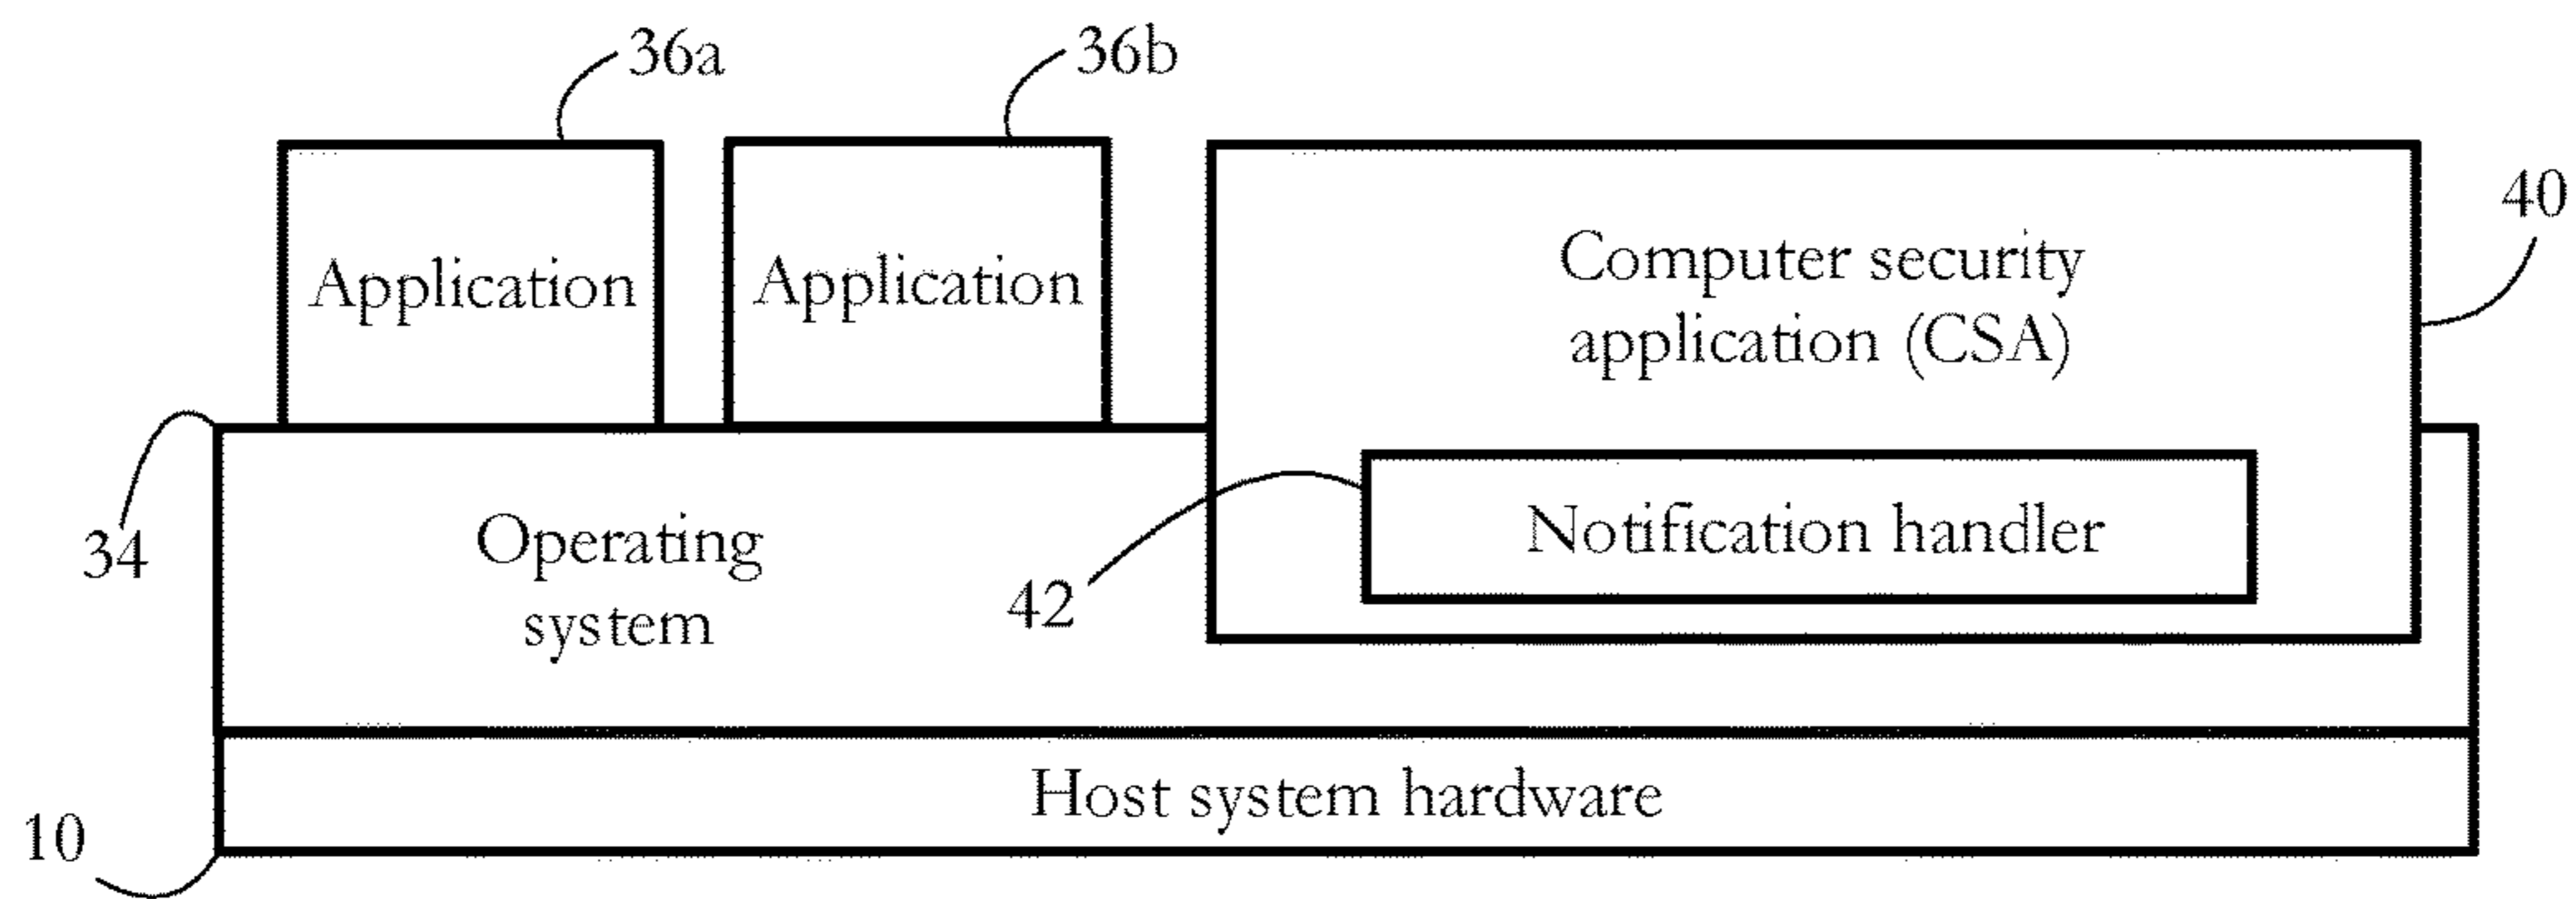 36a
36b
40
Application
Application
Computer security
application (CSA)
34
Operating
system
42
Notification handler
Host system hardware
10